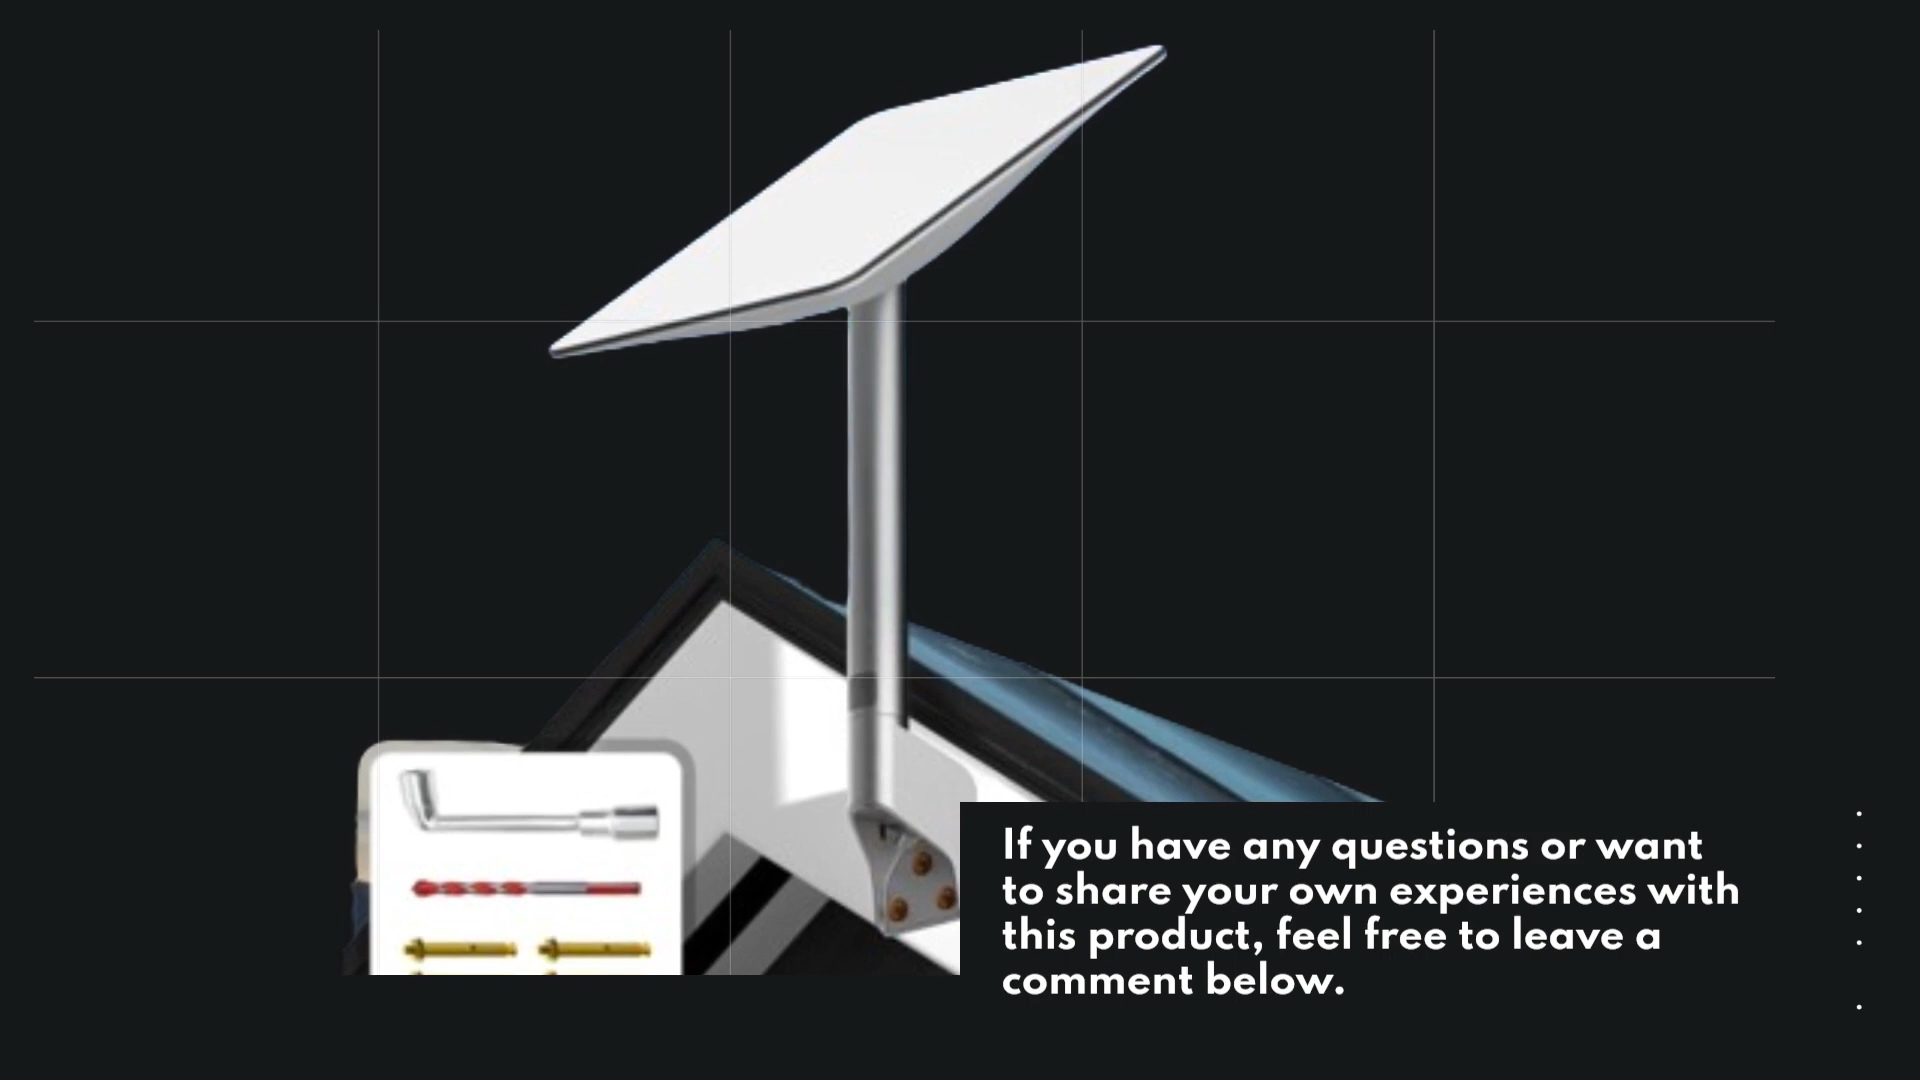 If you have any questions or want
to share your own experiences with
this product, feel free to leave a
comment below.